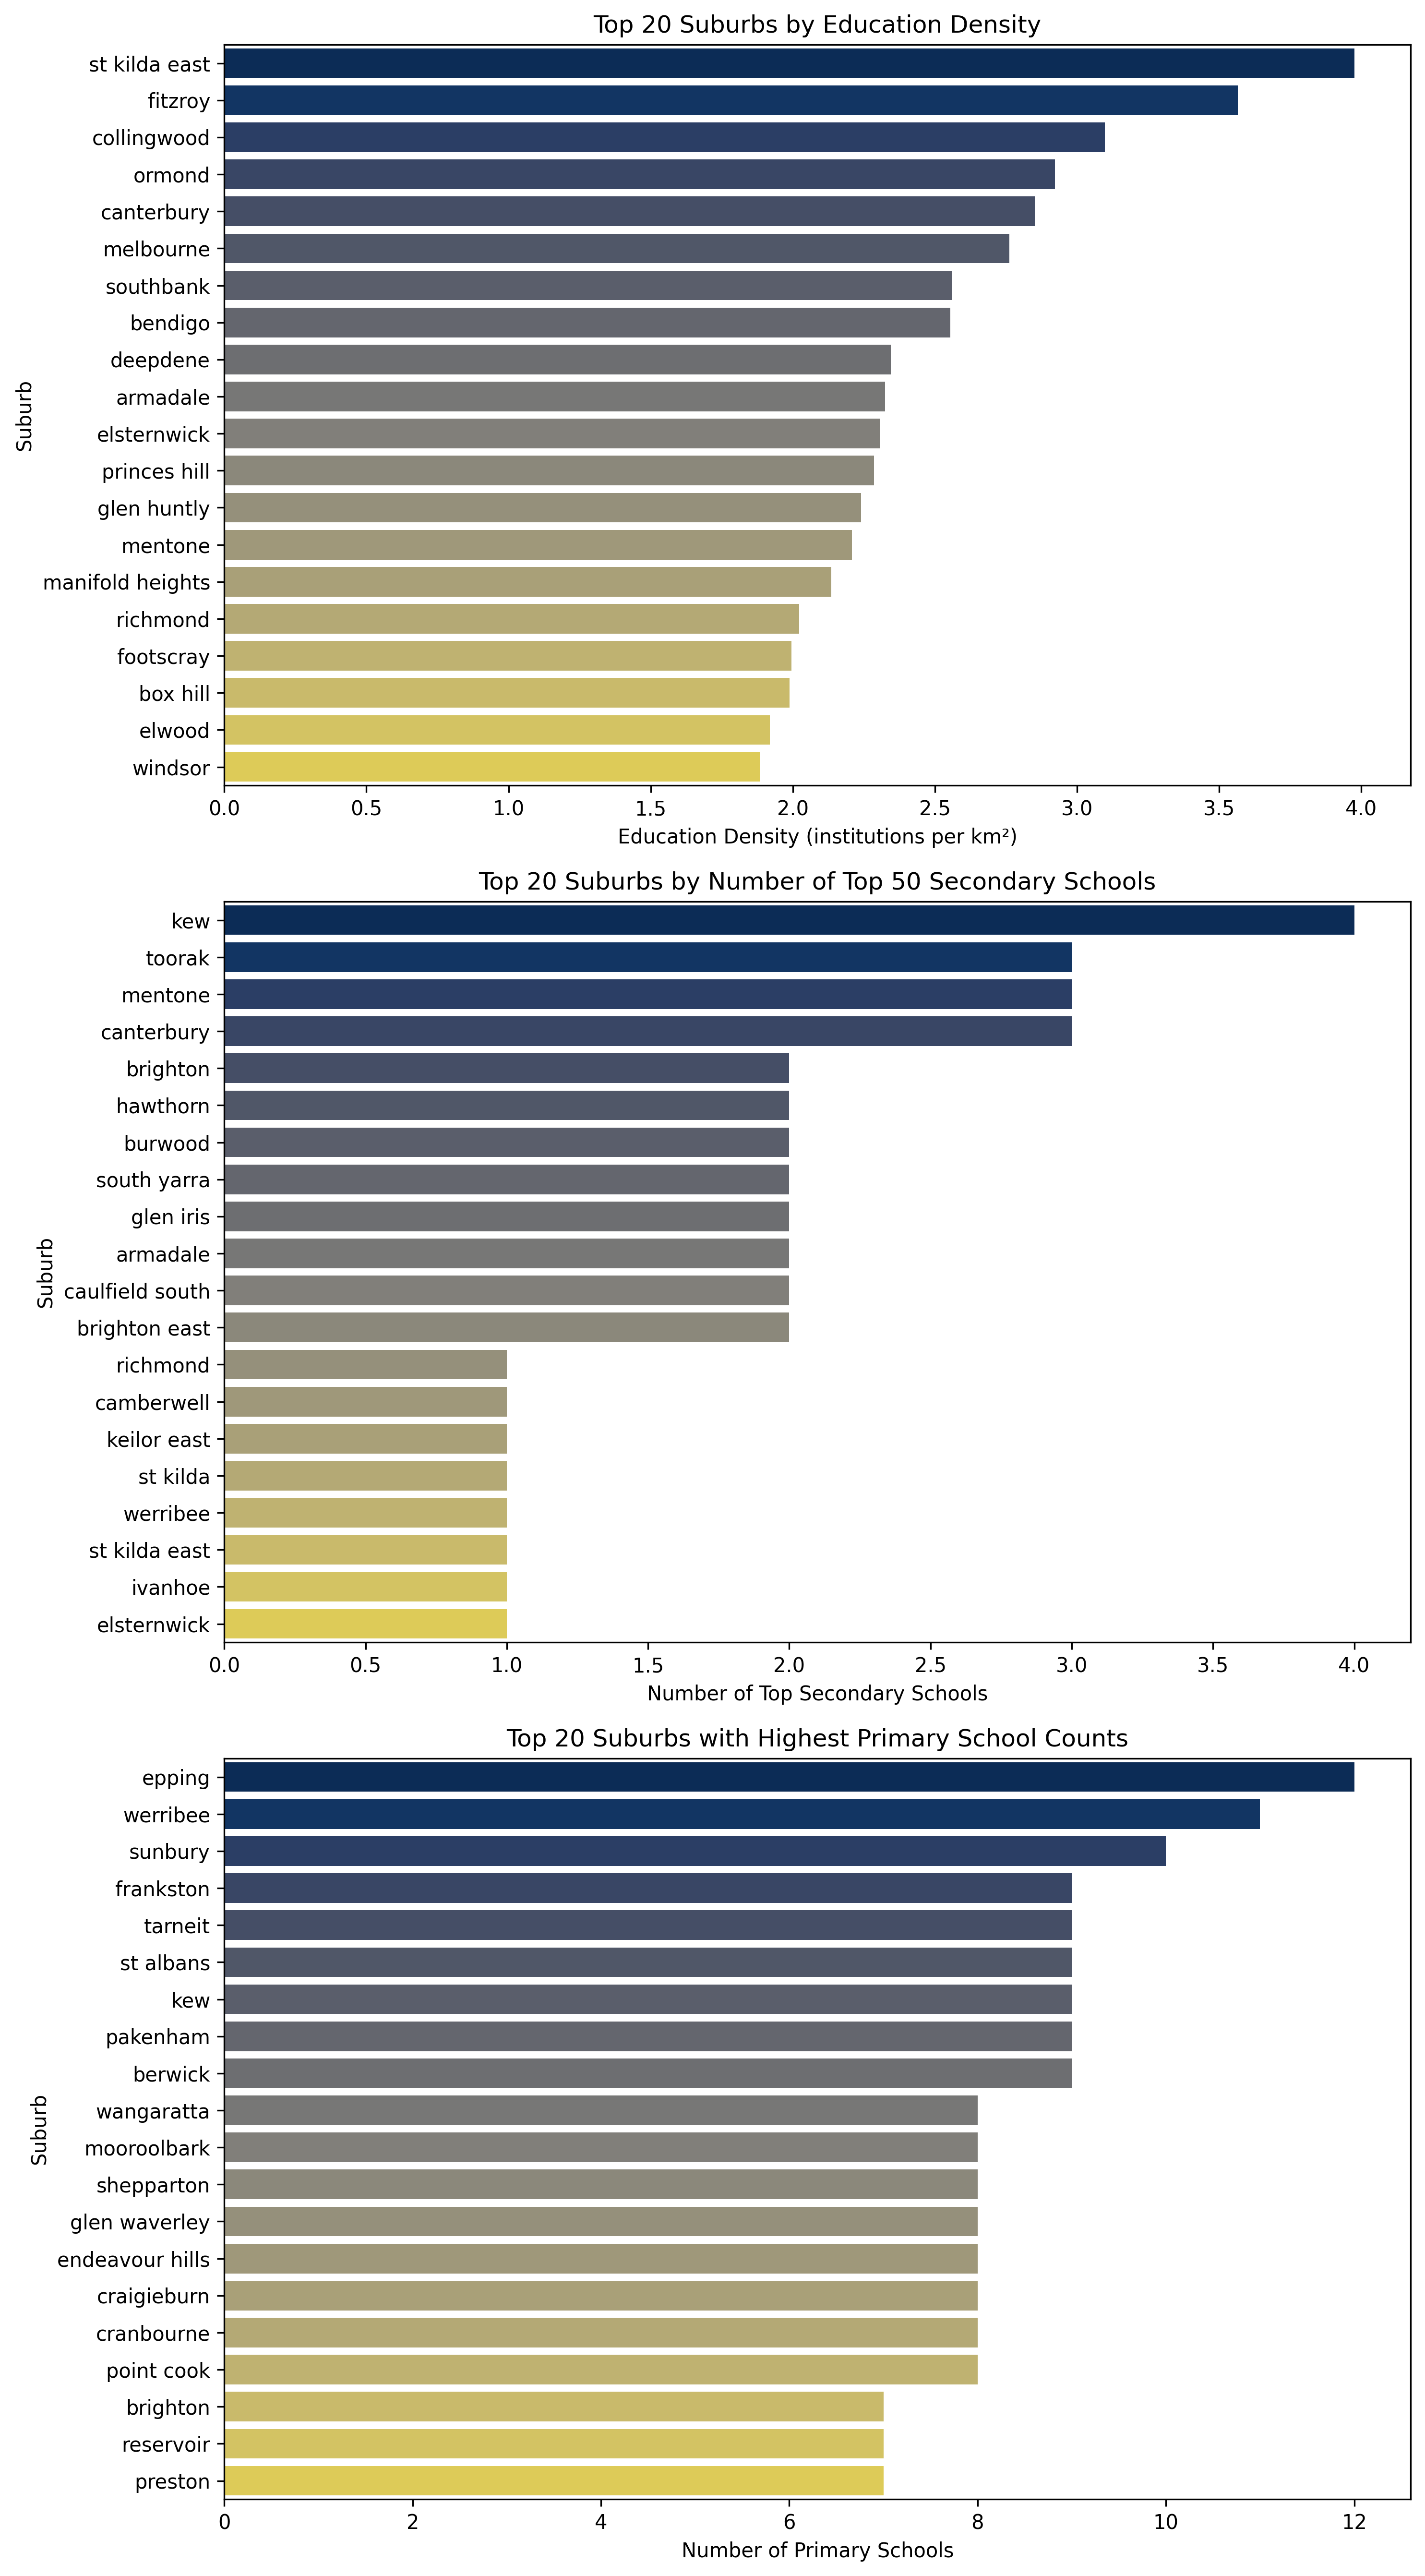 Top 20 Suburbs by Education Density
Suburb
st kilda east
fitzroy
collingwood
ormond
canterbury
melbourne
southbank
bendigo
deepdene
armadale
elsternwick
princes hill
glen huntly
mentone
manifold heights
richmond
footscray
box hill
elwood
windsor
0.0 0.5 1.0 1.5 2.0 2.5 3.0 3.5 4.0
Education Density (institutions per km²)
Top 20 Suburbs by Number of Top 50 Secondary Schools
Suburb
kew
toorak
mentone
canterbury
brighton
hawthorn
burwood
south yarra
glen iris
armadale
caulfield south
brighton east
richmond
camberwell
keilor east
st kilda
werribee
st kilda east
ivanhoe
elsternwick
0.0 0.5 1.0 1.5 2.0 2.5 3.0 3.5 4.0
Number of Top Secondary Schools
Top 20 Suburbs with Highest Primary School Counts
Suburb
epping
werribee
sunbury
frankston
tarneit
st albans
kew
pakenham
berwick
wangaratta
mooroolbark
shepparton
glen waverley
endeavour hills
craigieburn
cranbourne
point cook
brighton
reservoir
preston
0 2 4 6 8 10 12
Number of Primary Schools